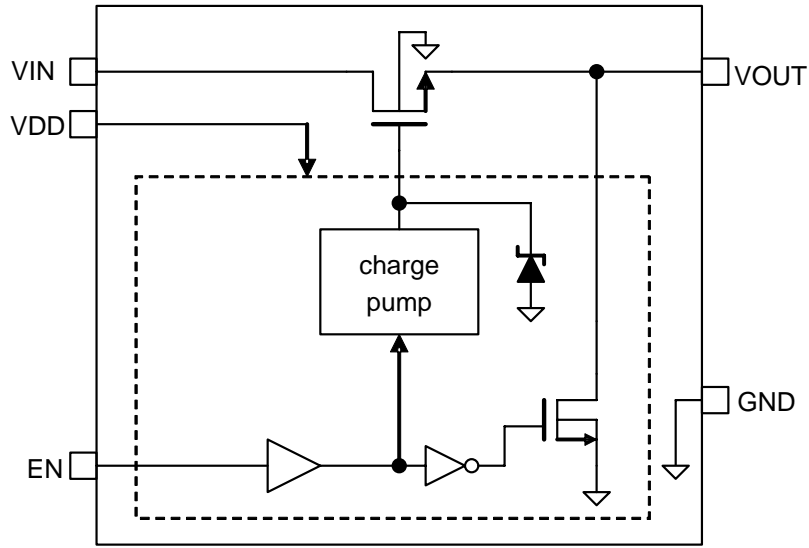 VIN
VOUT
VDD
charge
pump
GND
EN